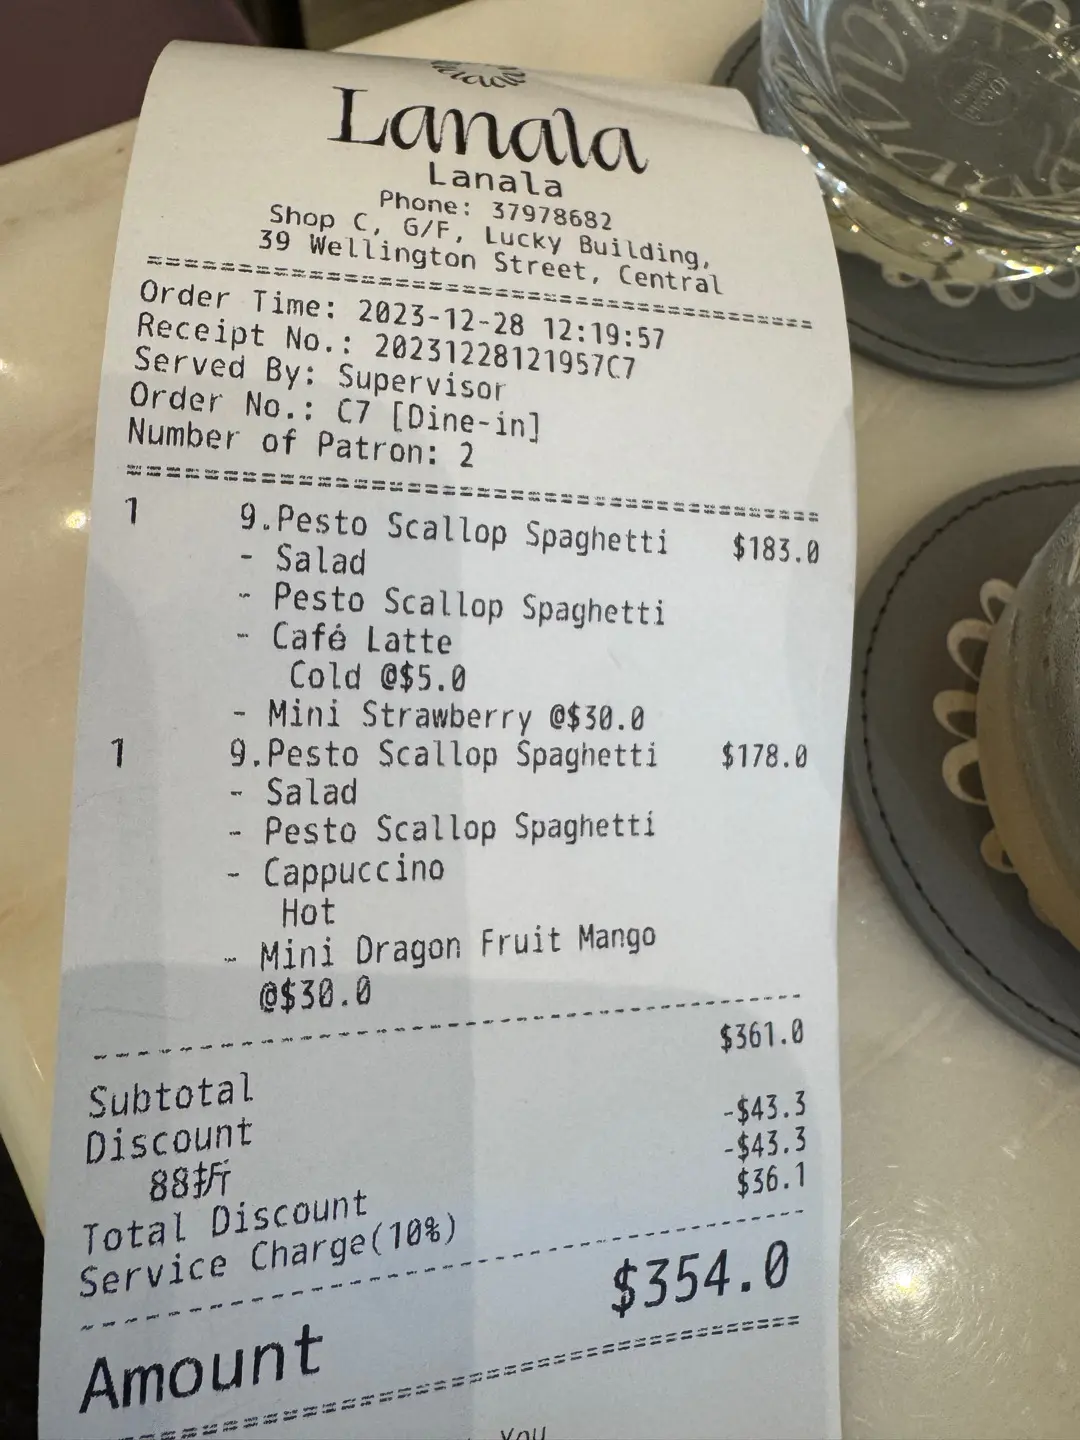 Lanala
Lanala
Phone: 37978682
Shop C, G/F, Lucky Building,
39 Wellington Street, Central
Order Time: 2023-12-28 12:19:57
Receipt No.: 20231228121957C7
Served By: Supervisor
Order No.: C7 [Dine-in]
Number of Patron: 2
1 9.Pesto Scallop Spaghetti $183.0
- Salad
- Pesto Scallop Spaghetti
- Café Latte
Cold @$5.0
- Mini Strawberry @$30.0
1 9.Pesto Scallop Spaghetti $178.0
- Salad
- Pesto Scallop Spaghetti
- Cappuccino
Hot
- Mini Dragon Fruit Mango
@$30.0
Subtotal $361.0
Discount
88折 -$43.3
Total Discount -$43.3
Service Charge(10%) $36.1
Amount $354.0
You